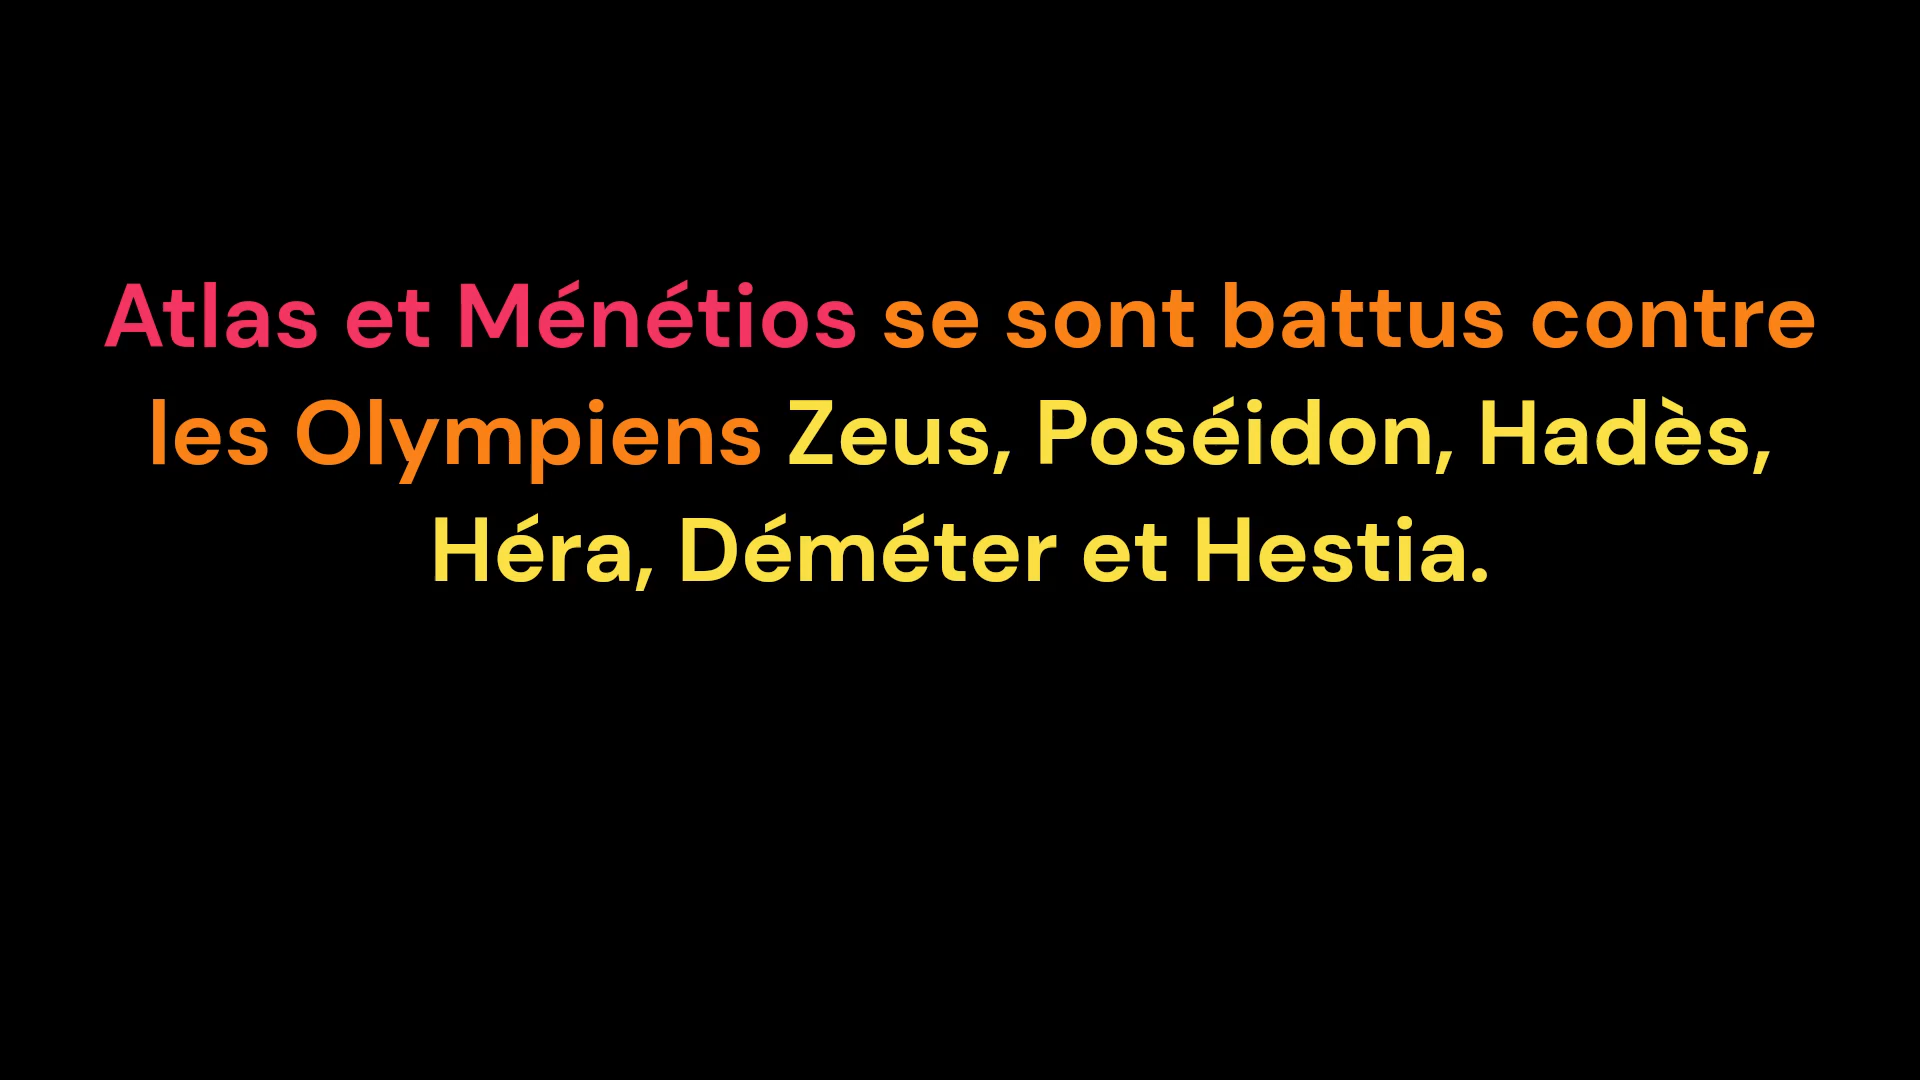 Atlas et Ménétios se sont battus contre
les Olympiens Zeus, Poséidon, Hadès,
Héra, Déméter et Hestia.